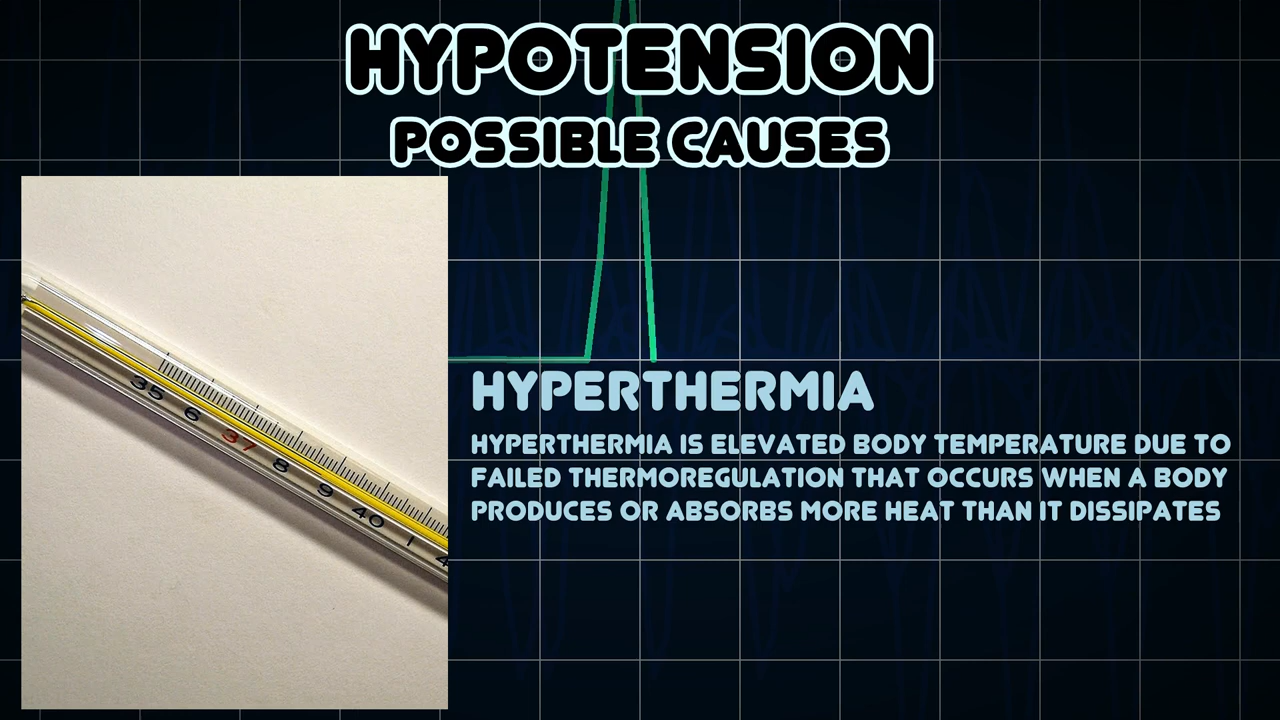 HYPOTENSION
POSSIBLE CAUSES
35 6 37 8 9 40 1
HYPERTHERMIA
HYPERTHERMIA IS ELEVATED BODY TEMPERATURE DUE TO
FAILED THERMOREGULATION THAT OCCURS WHEN A BODY
PRODUCES OR ABSORBS MORE HEAT THAN IT DISSIPATES